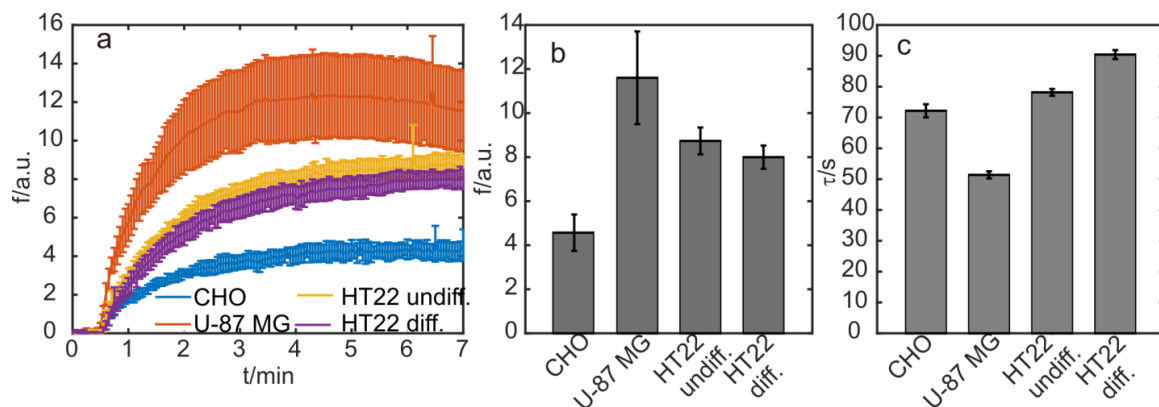 a
16
14
12
10
8
6
4
2
0
f/a.u.
0 1 2 3 4 5 6 7
t/min
CHO
HT22 undiff.
U-87 MG
HT22 diff.
b
14
12
10
8
6
4
2
0
f/a.u.
CHO
U-87 MG
HT22
undiff.
HT22
diff.
c
100
90
80
70
60
50
40
30
20
10
0
τ/s
CHO
U-87 MG
HT22
undiff.
HT22
diff.